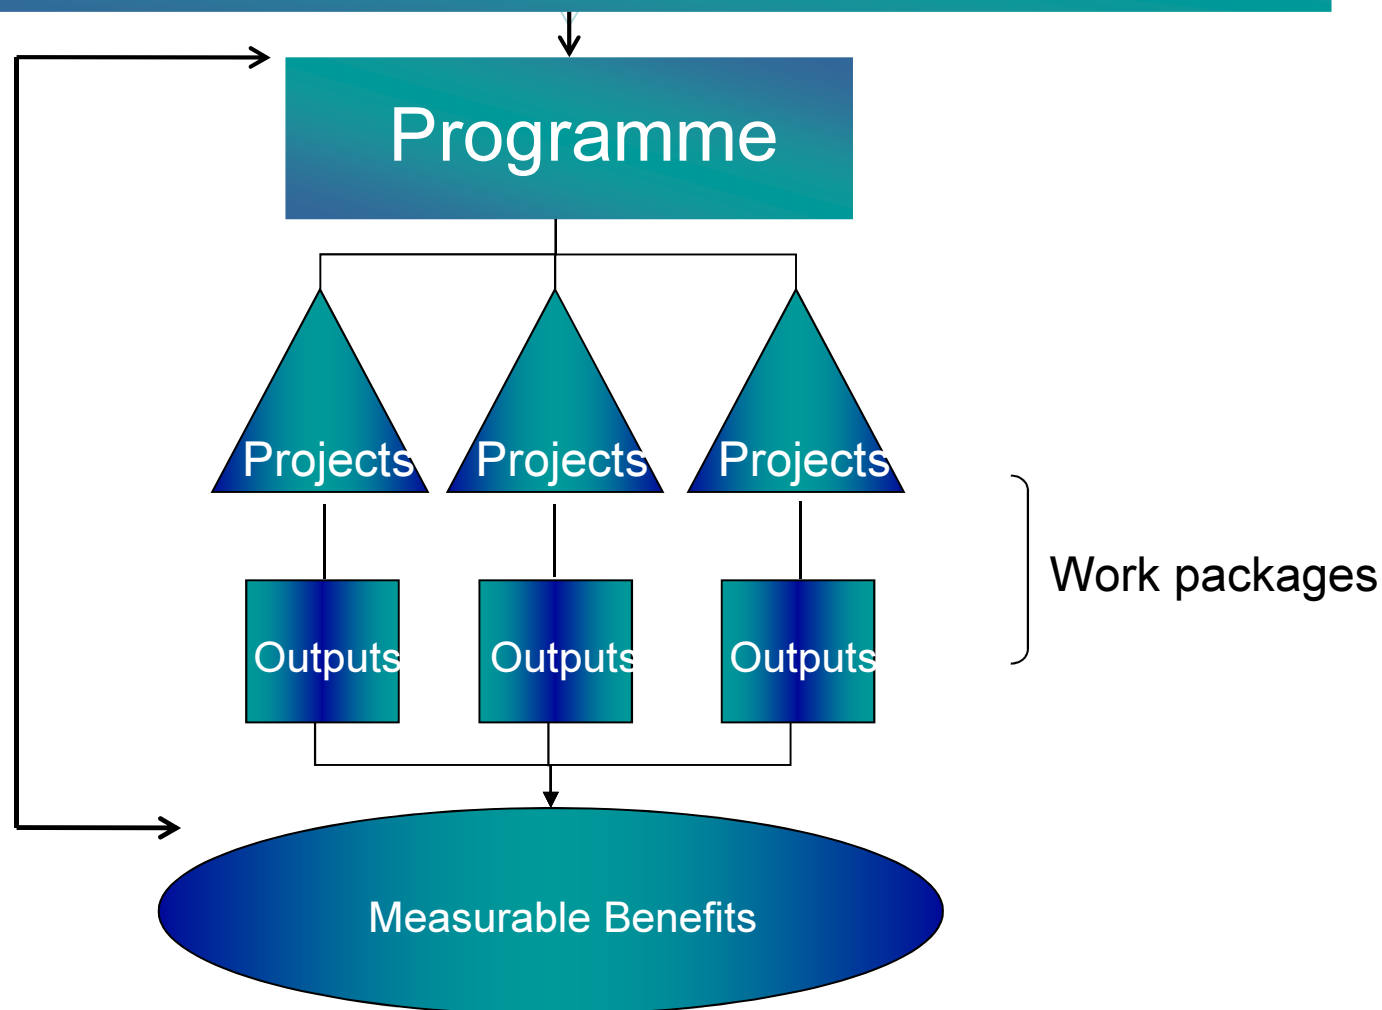 Programme
Projects
Projects
Projects
Work packages
Outputs
Outputs
Outputs
Measurable Benefits